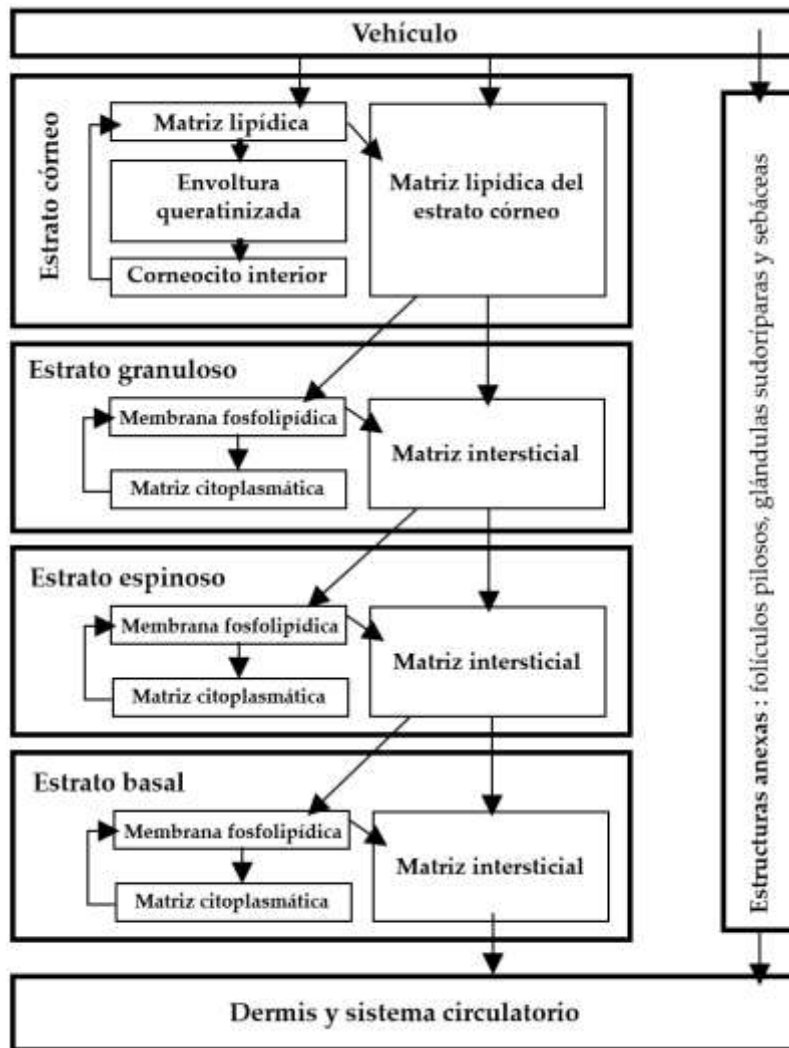 Vehículo
Estrato córneo
Matriz lipídica
Envoltura
queratinizada
Corneocito interior
Matriz lipídica del
estrato córneo
Estrato granuloso
Membrana fosfolipídica
Matriz citoplasmática
Matriz intersticial
Estrato espinoso
Membrana fosfolipídica
Matriz citoplasmática
Matriz intersticial
Estrato basal
Membrana fosfolipídica
Matriz citoplasmática
Matriz intersticial
Estructuras anexas : folículos pilosos, glándulas sudoríparas y sebáceas
Dermis y sistema circulatorio